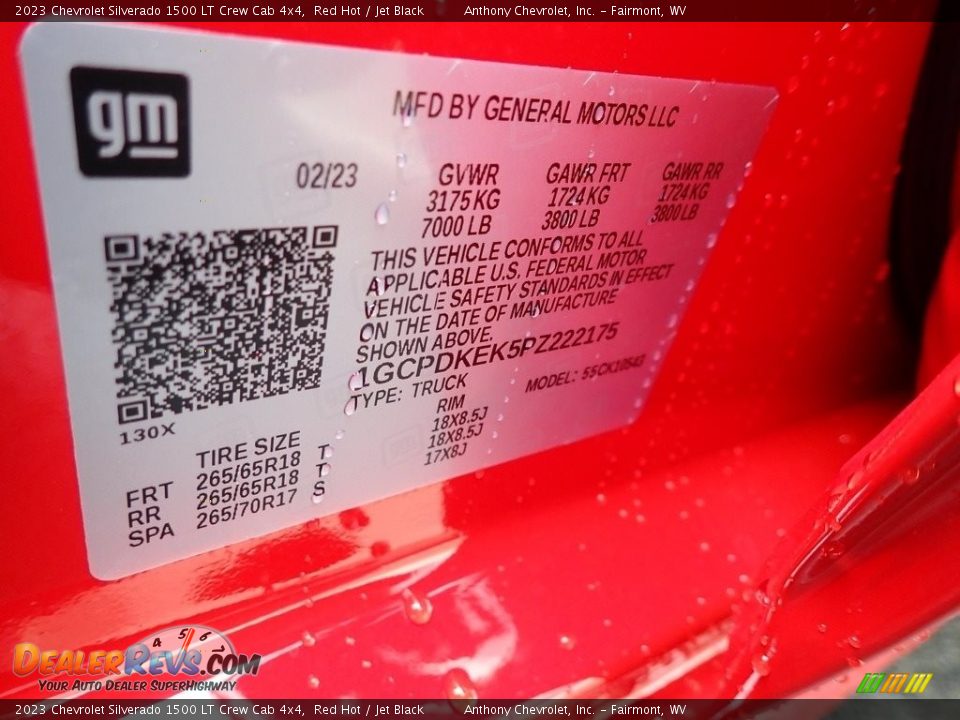 2023 Chevrolet Silverado 1500 LT Crew Cab 4x4, Red Hot / Jet Black Anthony Chevrolet, Inc. - Fairmont, WV
gm
MFD BY GENERAL MOTORS LLC
02/23
GVWR GAWR FRT GAWR RR
3175 KG 1724 KG 1724 KG
7000 LB 3800 LB 3800 LB
THIS VEHICLE CONFORMS TO ALL
APPLICABLE U.S. FEDERAL MOTOR
VEHICLE SAFETY STANDARDS IN EFFECT
ON THE DATE OF MANUFACTURE
SHOWN ABOVE.
1GCPDKEK5PZ222175
TYPE: TRUCK MODEL: 55CK10543
130X
TIRE SIZE RIM
FRT 265/65R18 T 18X8.5J
RR 265/65R18 T 18X8.5J
SPA 265/70R17 S 17X8J
4 5 6
DEALERREVS.COM
YOUR AUTO DEALER SUPERHIGHWAY
2023 Chevrolet Silverado 1500 LT Crew Cab 4x4, Red Hot / Jet Black Anthony Chevrolet, Inc. - Fairmont, WV